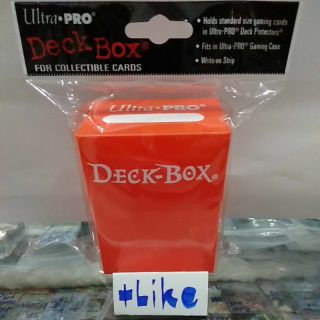 Ultra•PRO®
DECK BOX®
FOR COLLECTIBLE CARDS
• Holds standard size gaming cards
in Ultra•PRO® Deck Protectors®
• Fits in Ultra•PRO® Gaming Case
• Write-on Strip
Ultra•PRO®
DECK-BOX®
#Like